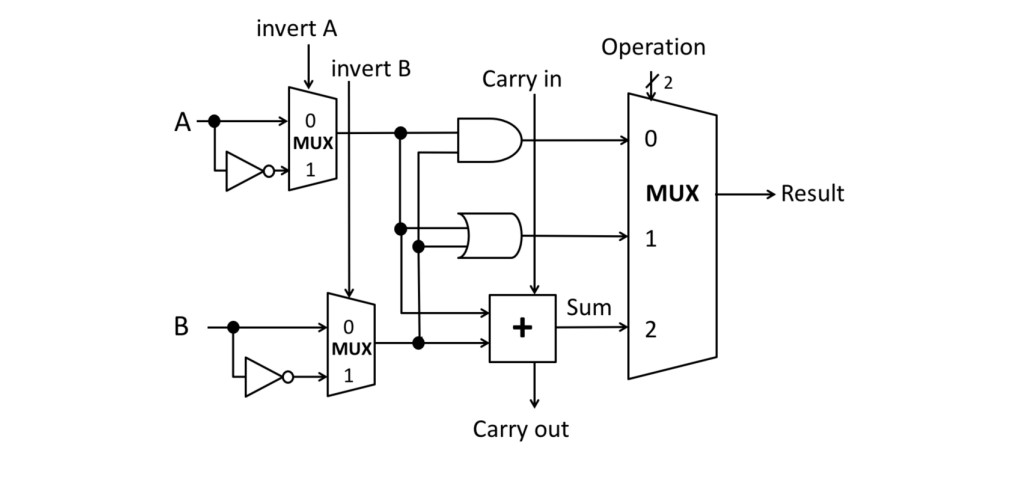 invert A
Operation
invert B
Carry in
2
A
0
MUX
1
0
MUX
Result
1
Sum
B
0
MUX
1
+
2
Carry out